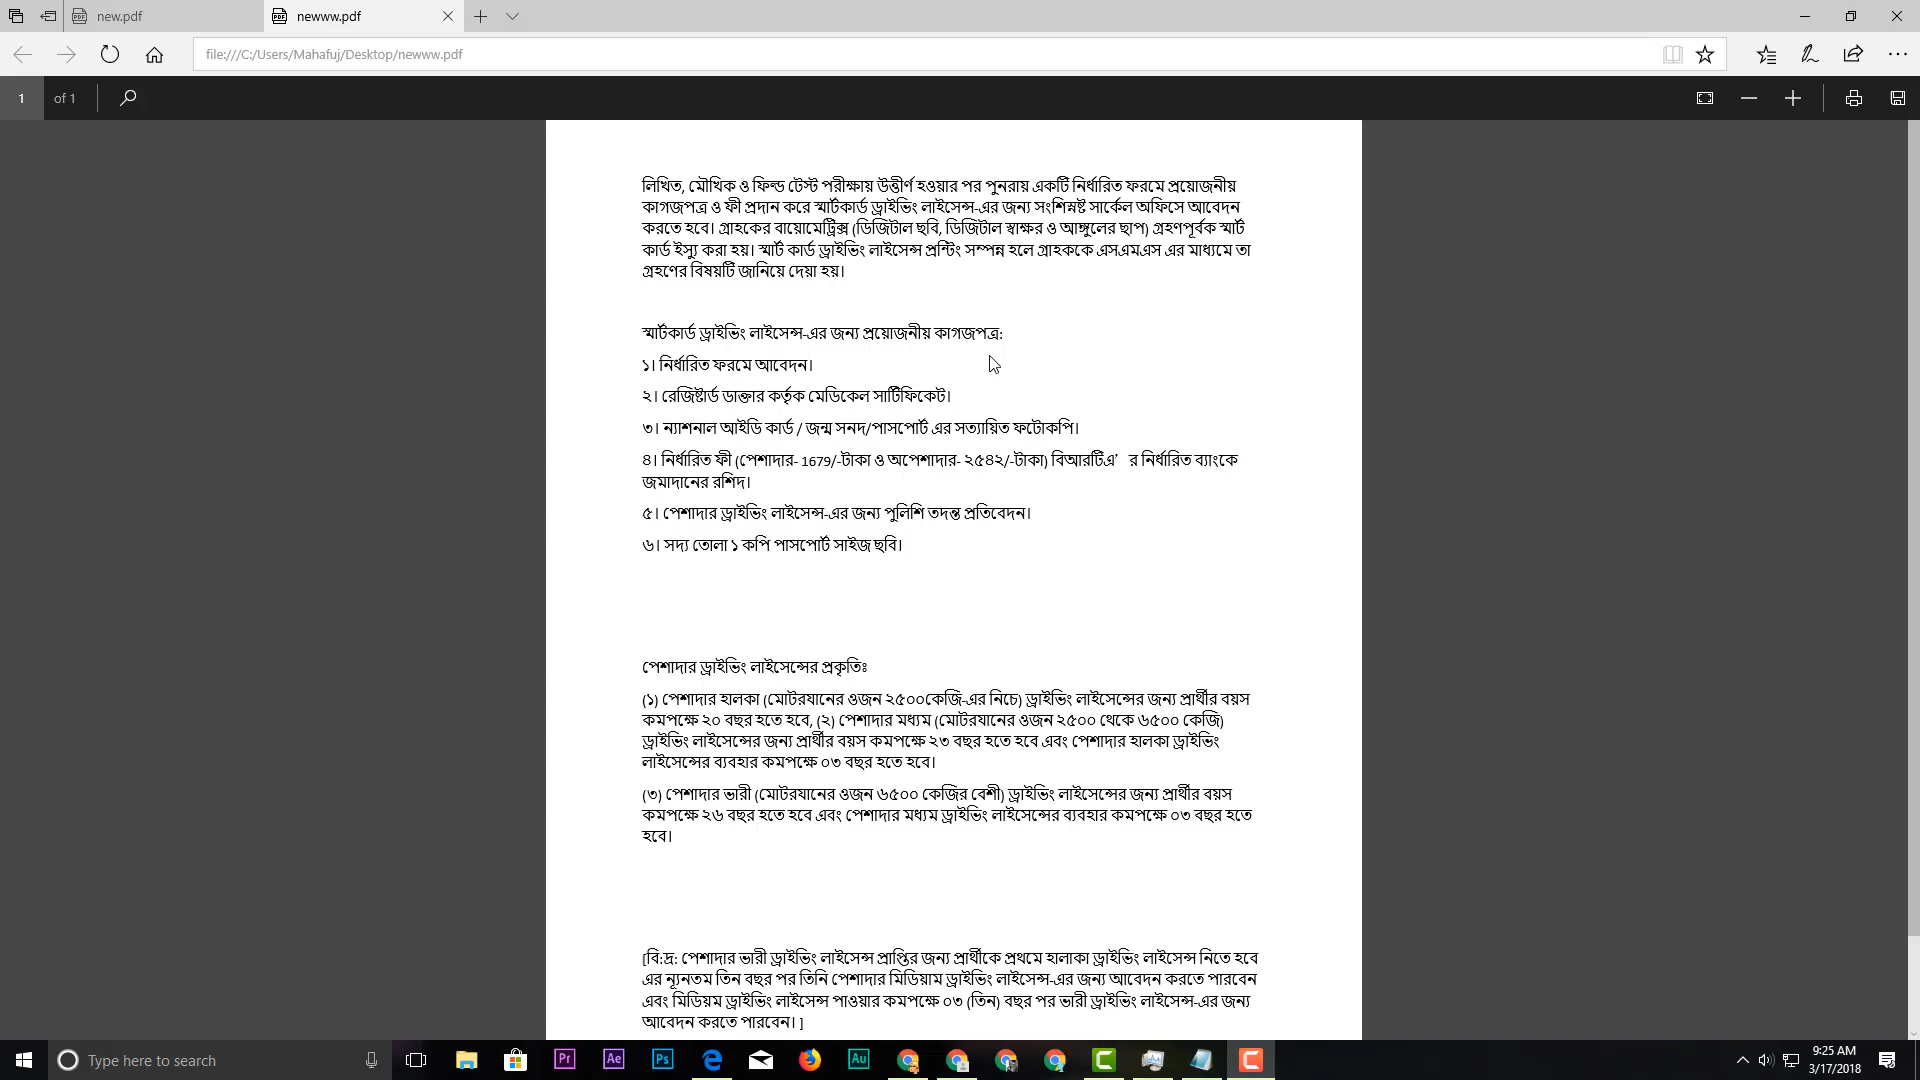 new.pdf
newww.pdf
file:///C:/Users/Mahafuj/Desktop/newww.pdf
1 of 1
লিখিত, মৌখিক ও ফিল্ড টেস্ট পরীক্ষায় উত্তীর্ণ হওয়ার পর পুনরায় একটি নির্ধারিত ফরমে প্রয়োজনীয়
কাগজপত্র ও ফী প্রদান করে স্মার্টকার্ড ড্রাইভিং লাইসেন্স-এর জন্য সংশিস্নষ্ট সার্কেল অফিসে আবেদন
করতে হবে। গ্রাহকের বায়োমেট্রিক্স (ডিজিটাল ছবি, ডিজিটাল স্বাক্ষর ও আঙ্গুলের ছাপ) গ্রহণপূর্বক স্মার্ট
কার্ড ইস্যু করা হয়। স্মার্ট কার্ড ড্রাইভিং লাইসেন্স প্রন্টিং সম্পন্ন হলে গ্রাহককে এসএমএস এর মাধ্যমে তা
গ্রহণের বিষয়টি জানিয়ে দেয়া হয়।
স্মার্টকার্ড ড্রাইভিং লাইসেন্স-এর জন্য প্রয়োজনীয় কাগজপত্র:
১। নির্ধারিত ফরমে আবেদন।
২। রেজিষ্টার্ড ডাক্তার কর্তৃক মেডিকেল সার্টিফিকেট।
৩। ন্যাশনাল আইডি কার্ড / জন্ম সনদ/পাসপোর্ট এর সত্যায়িত ফটোকপি।
৪। নির্ধারিত ফী (পেশাদার- 1679/-টাকা ও অপেশাদার- ২৫৪২/-টাকা) বিআরটিএ’ র নির্ধারিত ব্যাংকে
জমাদানের রশিদ।
৫। পেশাদার ড্রাইভিং লাইসেন্স-এর জন্য পুলিশি তদন্ত প্রতিবেদন।
৬। সদ্য তোলা ১ কপি পাসপোর্ট সাইজ ছবি।
পেশাদার ড্রাইভিং লাইসেন্সের প্রকৃতিঃ
(১) পেশাদার হালকা (মোটরযানের ওজন ২৫০০কেজি-এর নিচে) ড্রাইভিং লাইসেন্সের জন্য প্রার্থীর বয়স
কমপক্ষে ২০ বছর হতে হবে, (২) পেশাদার মধ্যম (মোটরযানের ওজন ২৫০০ থেকে ৬৫০০ কেজি)
ড্রাইভিং লাইসেন্সের জন্য প্রার্থীর বয়স কমপক্ষে ২৩ বছর হতে হবে এবং পেশাদার হালকা ড্রাইভিং
লাইসেন্সের ব্যবহার কমপক্ষে ০৩ বছর হতে হবে।
(৩) পেশাদার ভারী (মোটরযানের ওজন ৬৫০০ কেজির বেশী) ড্রাইভিং লাইসেন্সের জন্য প্রার্থীর বয়স
কমপক্ষে ২৬ বছর হতে হবে এবং পেশাদার মধ্যম ড্রাইভিং লাইসেন্সের ব্যবহার কমপক্ষে ০৩ বছর হতে
হবে।
[বি:দ্র: পেশাদার ভারী ড্রাইভিং লাইসেন্স প্রাপ্তির জন্য প্রার্থীকে প্রথমে হালাকা ড্রাইভিং লাইসেন্স নিতে হবে
এর ন্যূনতম তিন বছর পর তিনি পেশাদার মিডিয়াম ড্রাইভিং লাইসেন্স-এর জন্য আবেদন করতে পারবেন
এবং মিডিয়ম ড্রাইভিং লাইসেন্স পাওয়ার কমপক্ষে ০৩ (তিন) বছর পর ভারী ড্রাইভিং লাইসেন্স-এর জন্য
আবেদন করতে পারবেন। ]
Type here to search
Pr
Ae
Ps
Au
9:25 AM
3/17/2018